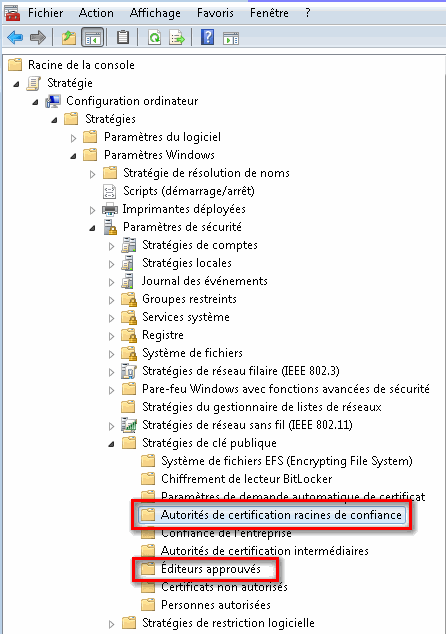 Fichier Action Affichage Favoris Fenêtre ?
Racine de la console
Stratégie
Configuration ordinateur
Stratégies
Paramètres du logiciel
Paramètres Windows
Stratégie de résolution de noms
Scripts (démarrage/arrêt)
Imprimantes déployées
Paramètres de sécurité
Stratégies de comptes
Stratégies locales
Journal des événements
Groupes restreints
Services système
Registre
Système de fichiers
Stratégies de réseau filaire (IEEE 802.3)
Pare-feu Windows avec fonctions avancées de sécurité
Stratégies du gestionnaire de listes de réseaux
Stratégies de réseau sans fil (IEEE 802.11)
Stratégies de clé publique
Système de fichiers EFS (Encrypting File System)
Chiffrement de lecteur BitLocker
Paramètres de demande automatique de certificat
Autorités de certification racines de confiance
Confiance de l'entreprise
Autorités de certification intermédiaires
Éditeurs approuvés
Certificats non autorisés
Personnes autorisées
Stratégies de restriction logicielle